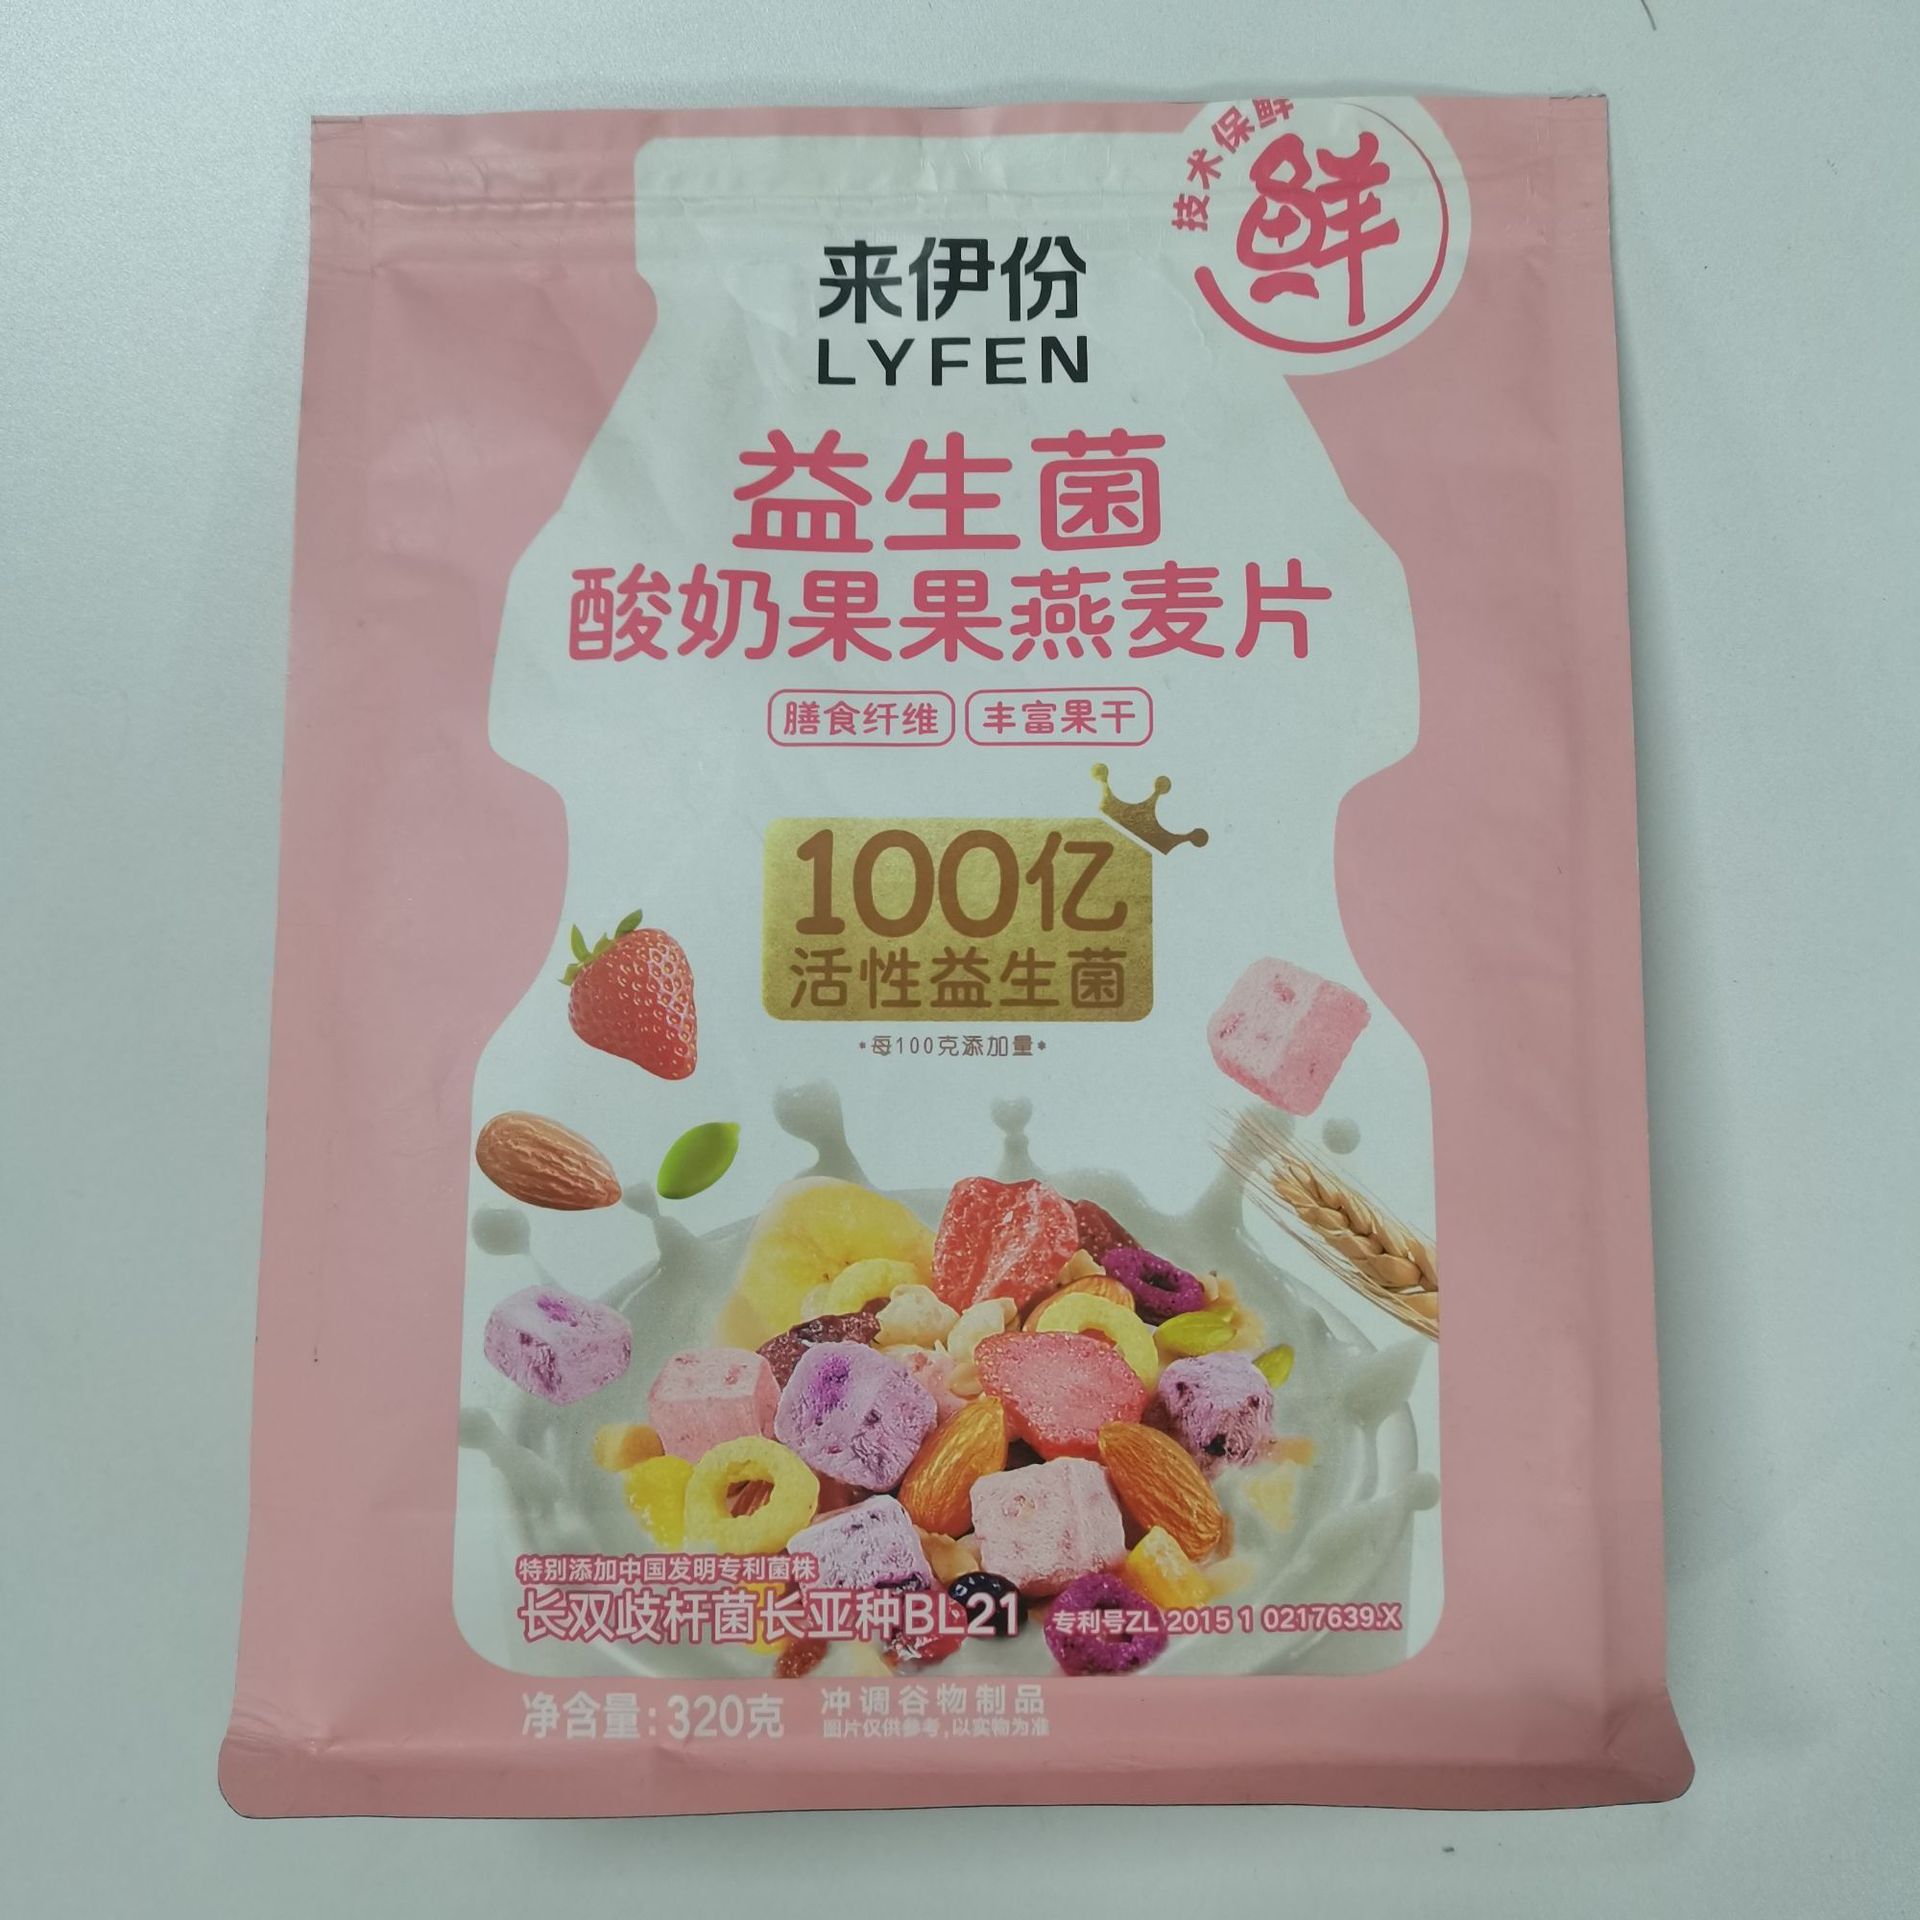 技术保鲜
鲜
来伊份
LYFEN
益生菌
酸奶果果燕麦片
膳食纤维 丰富果干
100亿
活性益生菌
*每100克添加量*
特别添加中国发明专利菌株
长双歧杆菌长亚种BL21 专利号ZL 2015 1 0217639.X
净含量:320克
冲调谷物制品
图片仅供参考,以实物为准